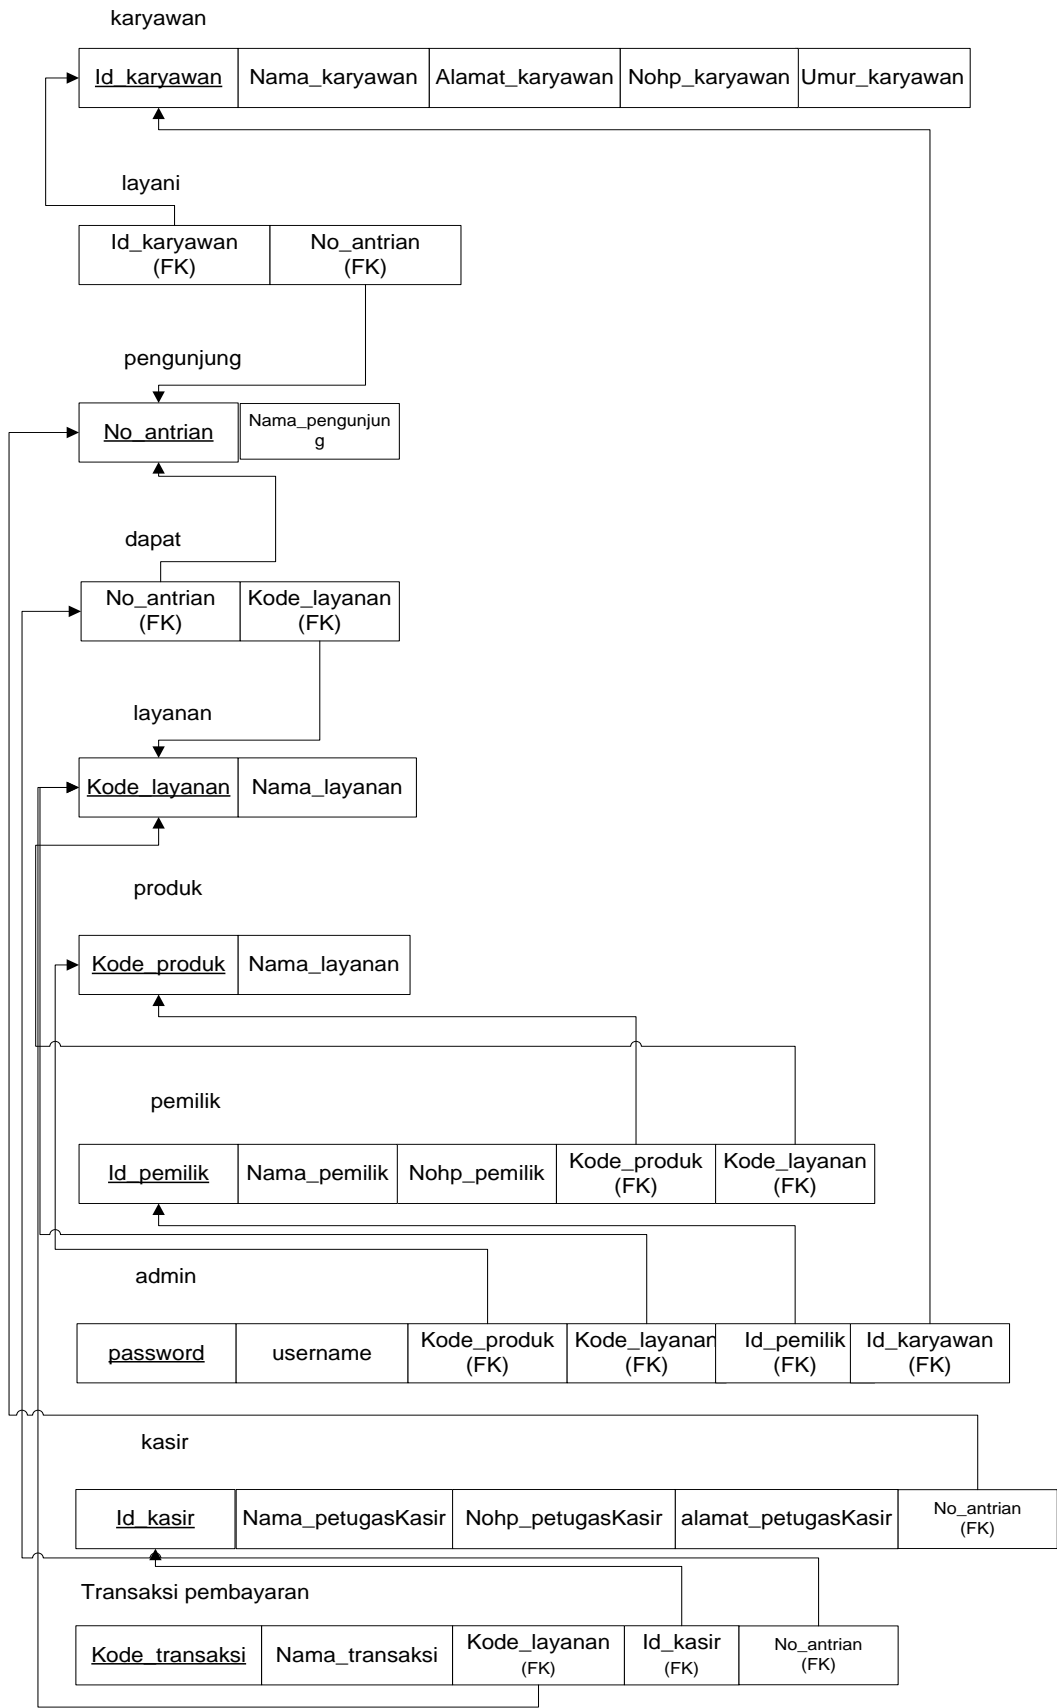 karyawan
Id_karyawan Nama_karyawan Alamat_karyawan Nohp_karyawan Umur_karyawan
layani
Id_karyawan No_antrian
(FK) (FK)
pengunjung
No_antrian Nama_pengunjun
g
dapat
No_antrian Kode_layanan
(FK) (FK)
layanan
Kode_layanan Nama_layanan
produk
Kode_produk Nama_layanan
pemilik
Id_pemilik Nama_pemilik Nohp_pemilik Kode_produk Kode_layanan
(FK) (FK)
admin
password username Kode_produk Kode_layanan Id_pemilik Id_karyawan
(FK) (FK) (FK) (FK)
kasir
Id_kasir Nama_petugasKasir Nohp_petugasKasir alamat_petugasKasir No_antrian
(FK)
Transaksi pembayaran
Kode_transaksi Nama_transaksi Kode_layanan Id_kasir No_antrian
(FK) (FK) (FK)